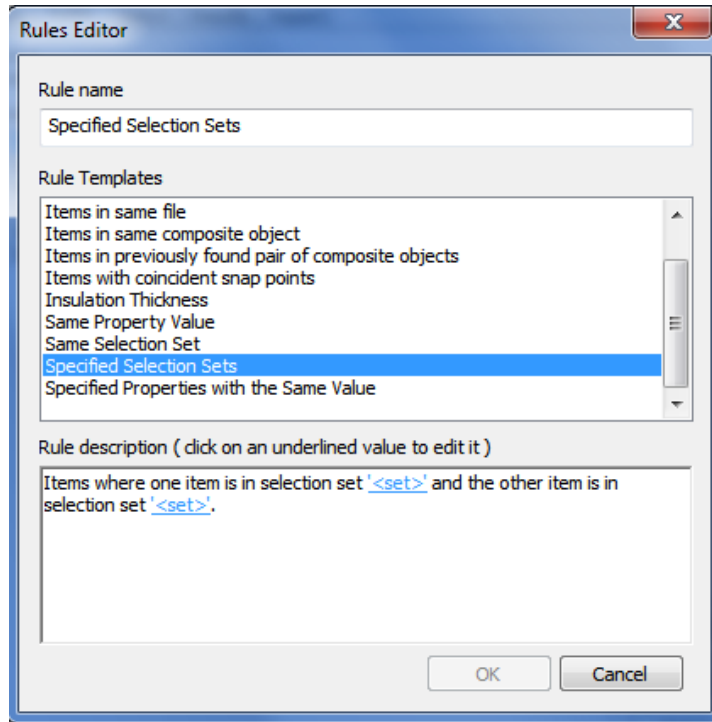 Rules Editor
Rule name
Specified Selection Sets
Rule Templates
Items in same file
Items in same composite object
Items in previously found pair of composite objects
Items with coincident snap points
Insulation Thickness
Same Property Value
Same Selection Set
Specified Selection Sets
Specified Properties with the Same Value
Rule description ( click on an underlined value to edit it )
Items where one item is in selection set '<set>' and the other item is in
selection set '<set>'.
OK
Cancel